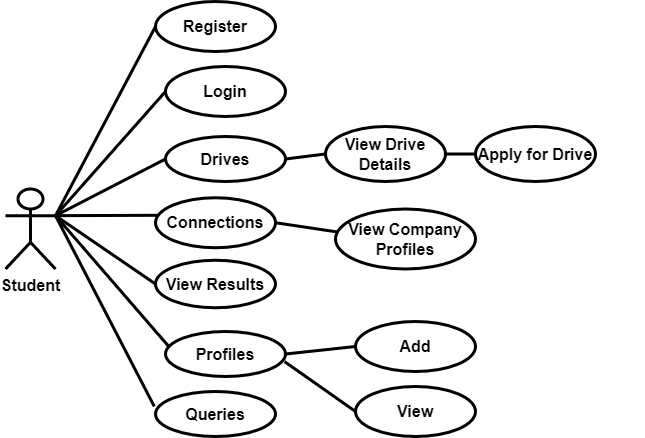 Register
Login
Drives
View Drive
Details
Apply for Drive
Connections
View Company
Profiles
Student
View Results
Profiles
Add
View
Queries